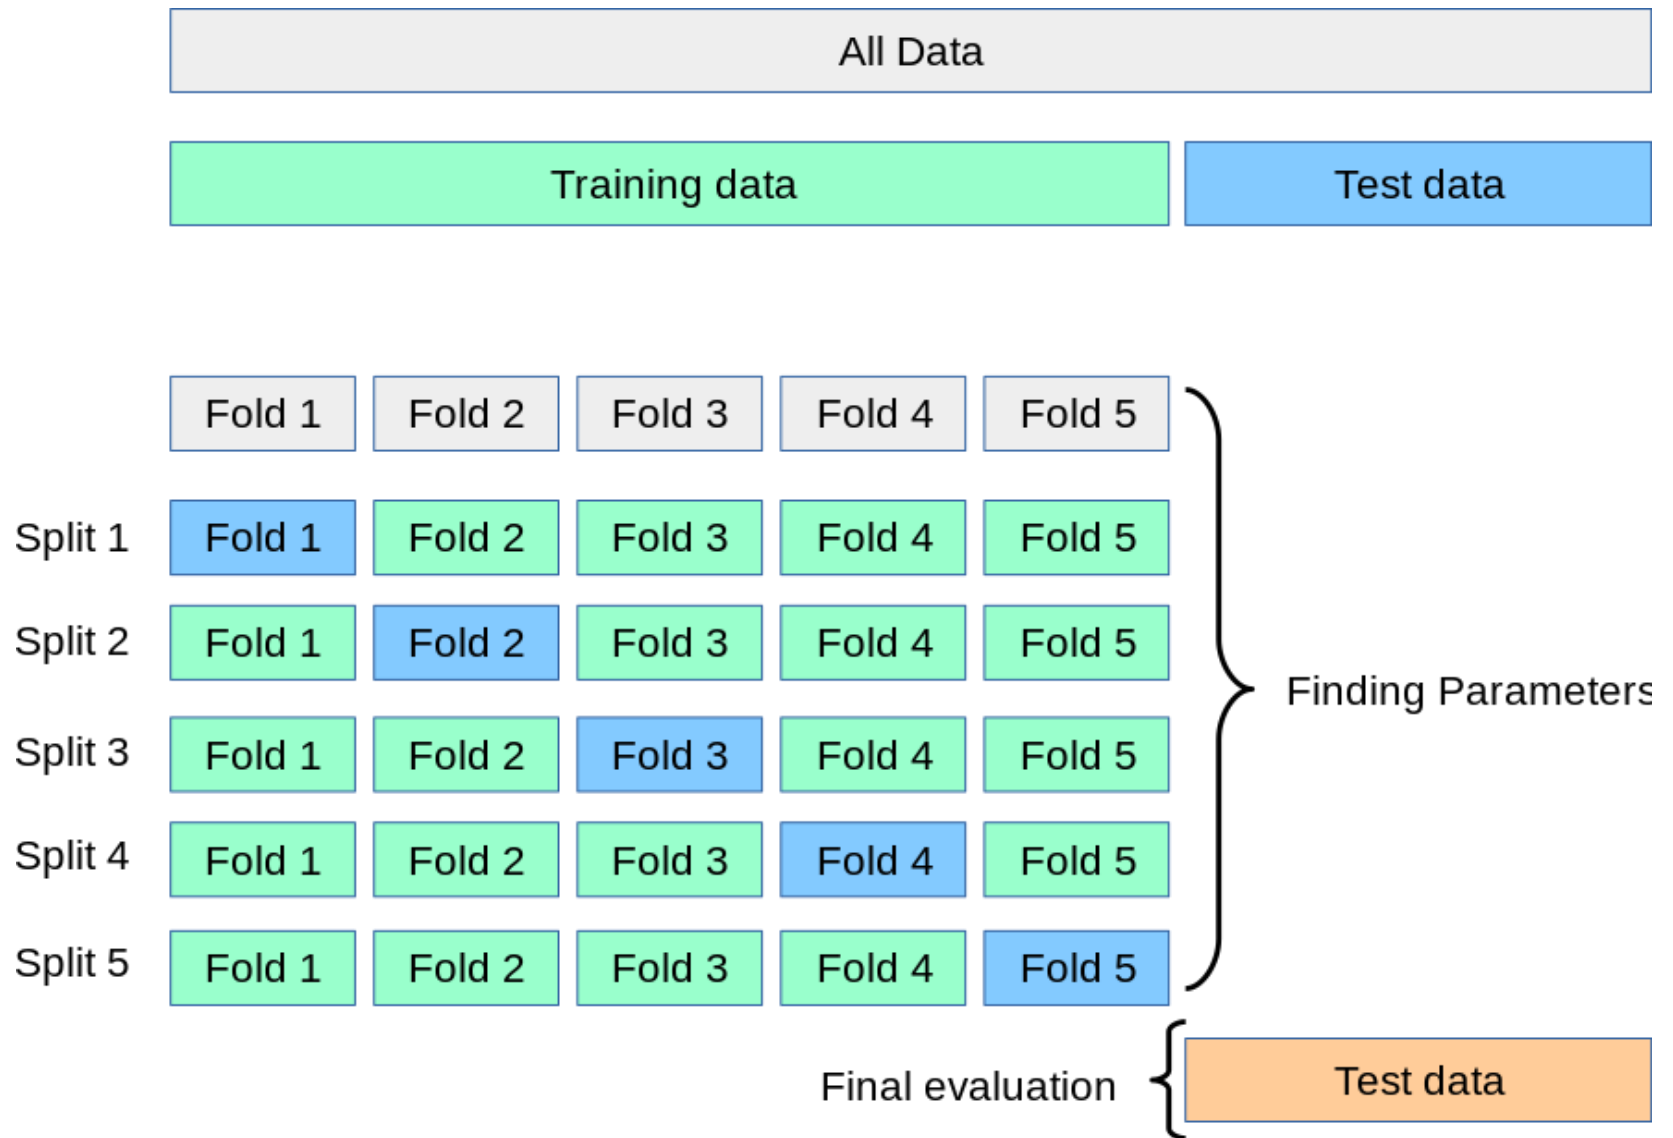 All Data
Training data Test data
Fold 1 Fold 2 Fold 3 Fold 4 Fold 5
Split 1 Fold 1 Fold 2 Fold 3 Fold 4 Fold 5
Split 2 Fold 1 Fold 2 Fold 3 Fold 4 Fold 5
Finding Parameters
Split 3 Fold 1 Fold 2 Fold 3 Fold 4 Fold 5
Split 4 Fold 1 Fold 2 Fold 3 Fold 4 Fold 5
Split 5 Fold 1 Fold 2 Fold 3 Fold 4 Fold 5
Final evaluation Test data